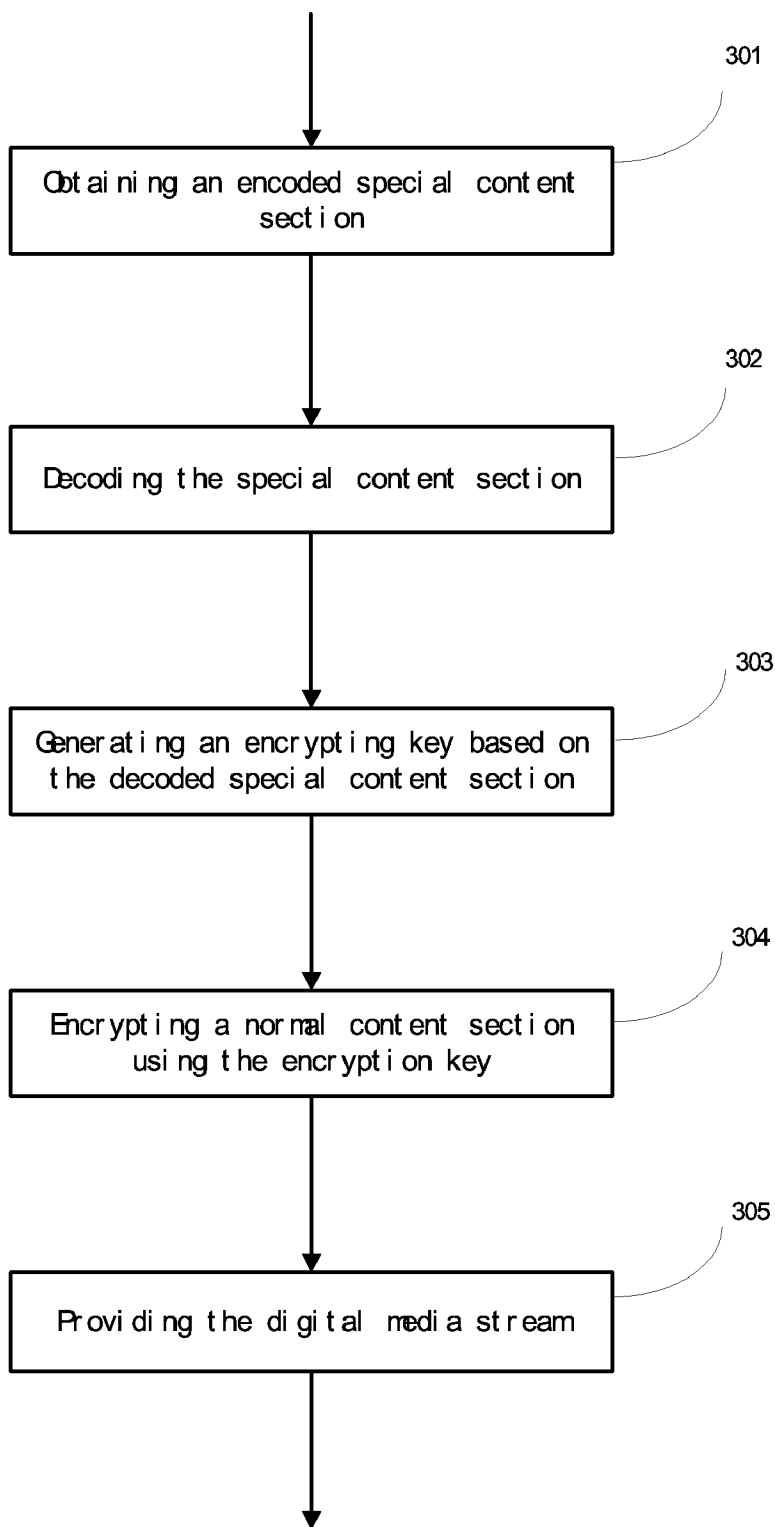 301
Obtaining an encoded special content
section
302
Decoding the special content section
303
Generating an encrypting key based on
the decoded special content section
304
Encrypting a normal content section
using the encryption key
305
Providing the digital media stream